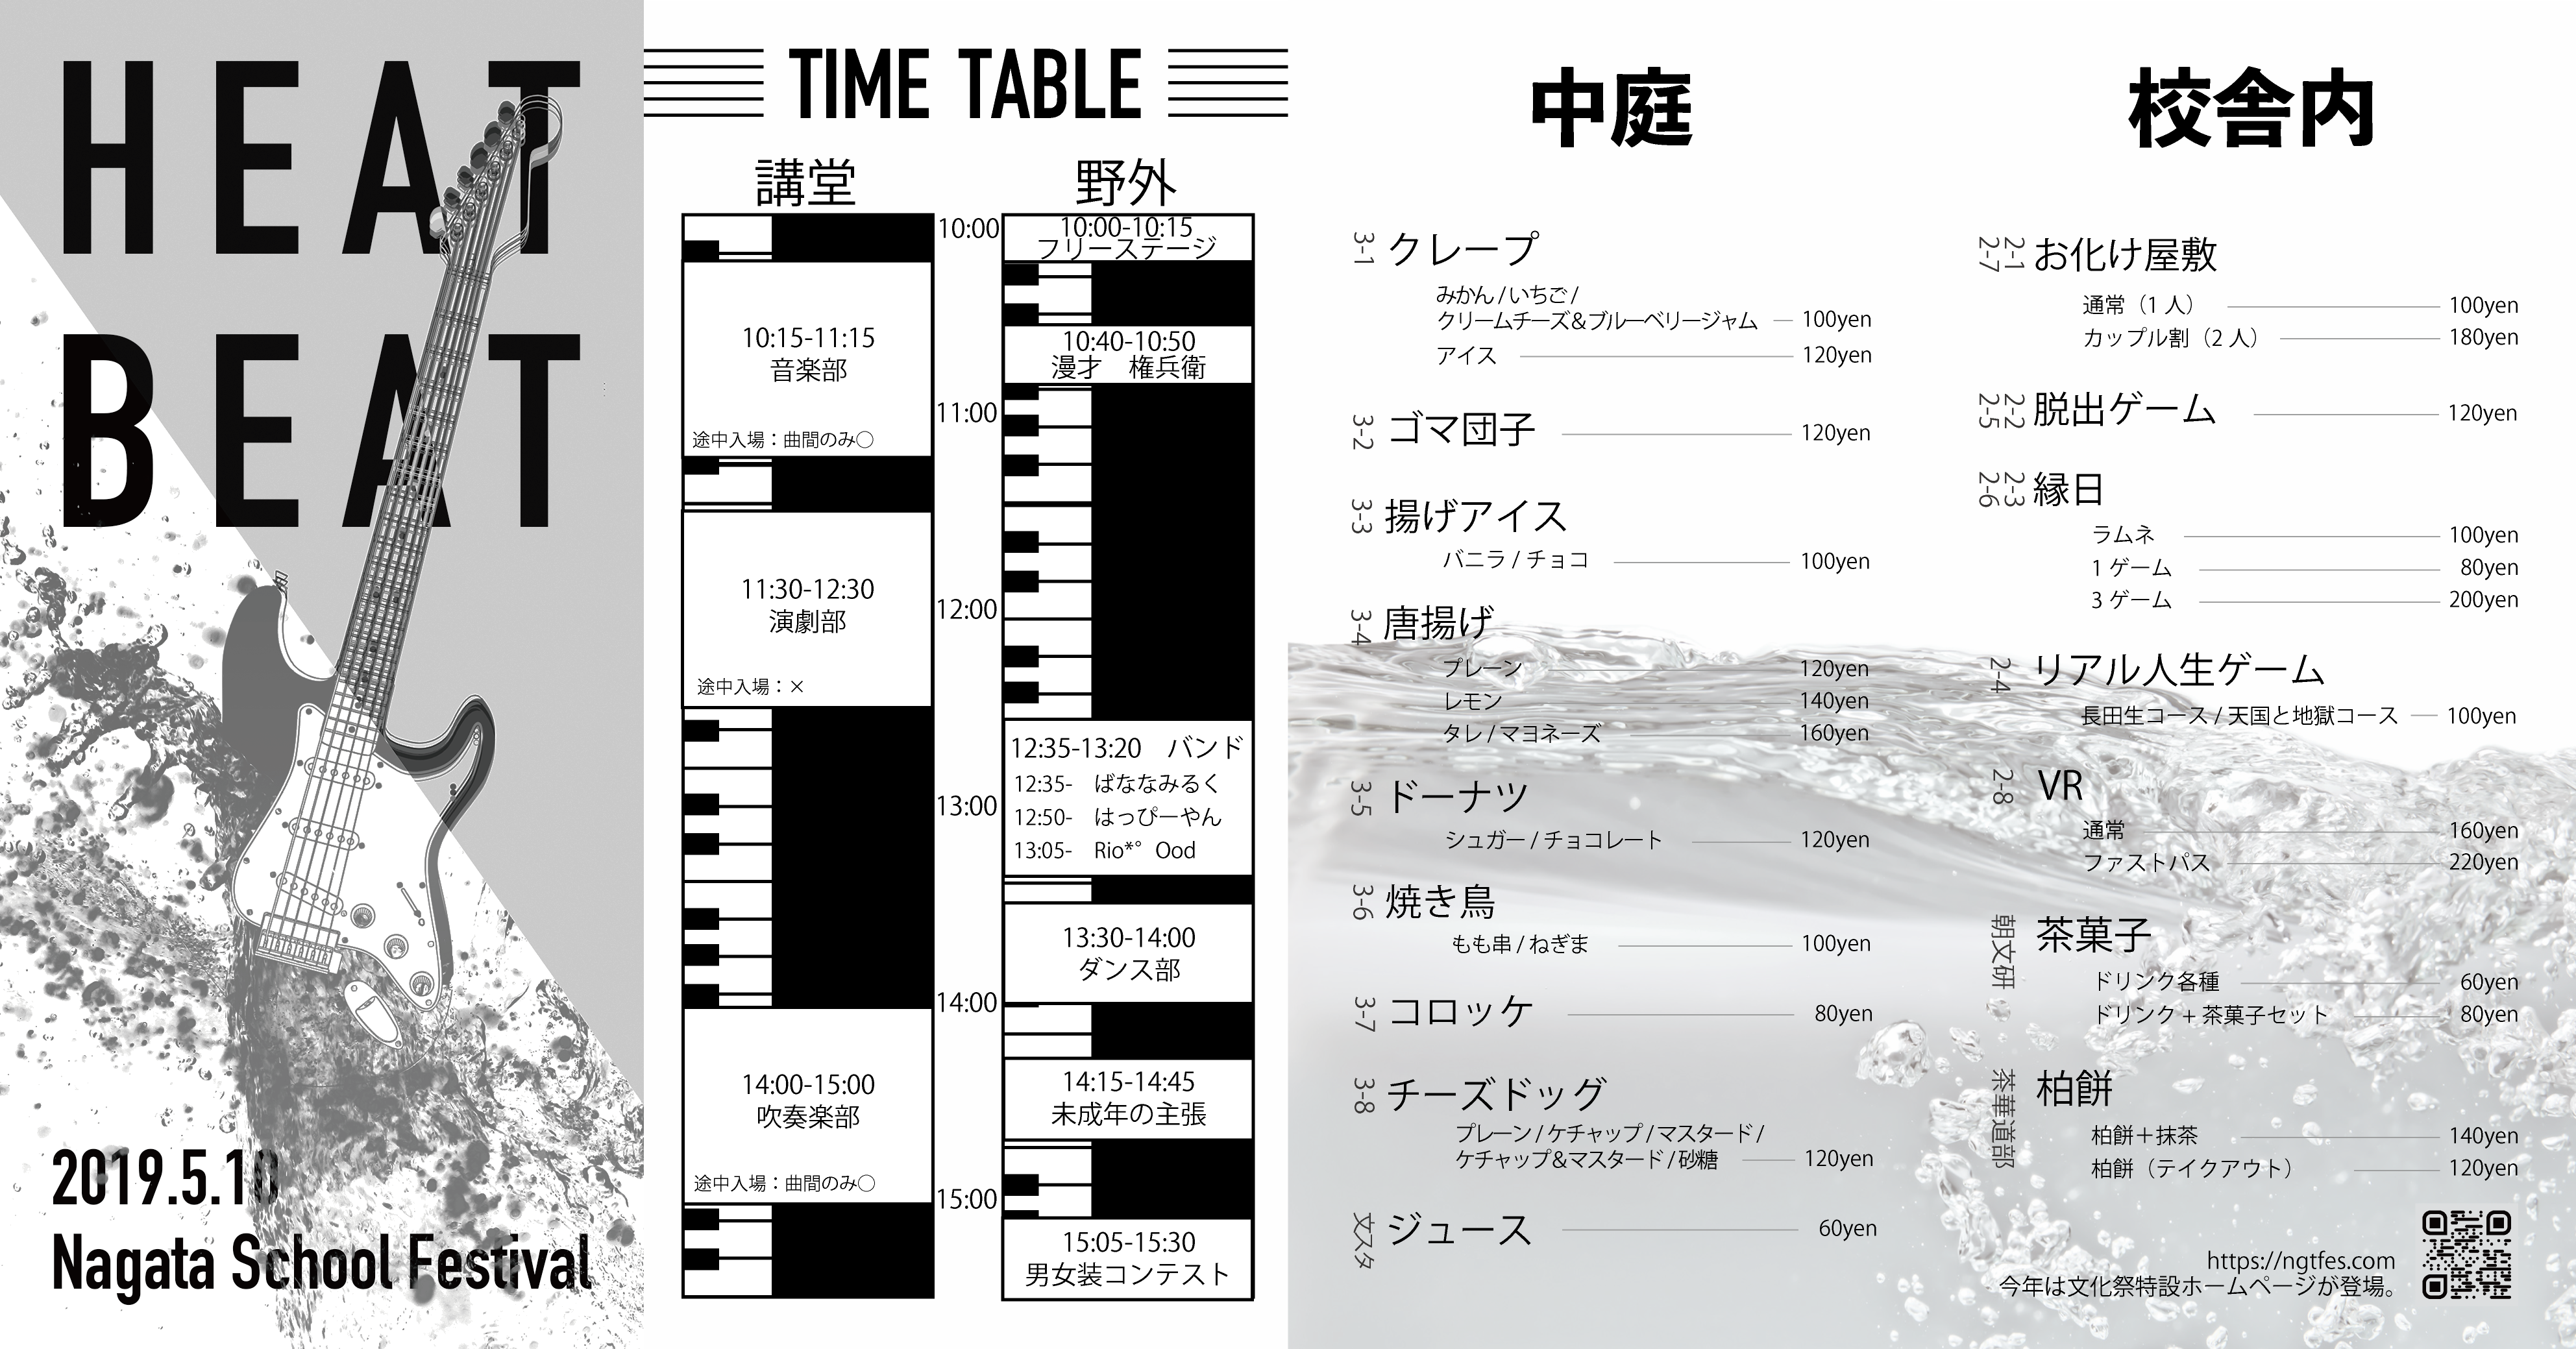 HEAT
BEAT
2019.5.10
Nagata School Festival
TIME TABLE
講堂
10:15-11:15
音楽部
途中入場：曲間のみ○
11:30-12:30
演劇部
途中入場：×
14:00-15:00
吹奏楽部
途中入場：曲間のみ○
10:00
11:00
12:00
13:00
14:00
15:00
野外
10:00-10:15
フリーステージ
10:40-10:50
漫才　権兵衛
12:35-13:20　バンド
12:35-　ばななみるく
12:50-　はっぴーやん
13:05-　Rio*°Ood
13:30-14:00
ダンス部
14:15-14:45
未成年の主張
15:05-15:30
男女装コンテスト
中庭
3-1 クレープ
みかん / いちご /
クリームチーズ&ブルーベリージャム 100yen
アイス 120yen
3-2 ゴマ団子 120yen
3-3 揚げアイス
バニラ / チョコ 100yen
3-4 唐揚げ
プレーン 120yen
レモン 140yen
タレ / マヨネーズ 160yen
3-5 ドーナツ
シュガー / チョコレート 120yen
3-6 焼き鳥
もも串 / ねぎま 100yen
3-7 コロッケ 80yen
3-8 チーズドッグ
プレーン / ケチャップ / マスタード /
ケチャップ&マスタード / 砂糖 120yen
文スタ ジュース 60yen
校舎内
2-1 2-7 お化け屋敷
通常（1 人） 100yen
カップル割（2 人） 180yen
2-2 2-5 脱出ゲーム 120yen
2-3 2-6 縁日
ラムネ 100yen
1 ゲーム 80yen
3 ゲーム 200yen
2-4 リアル人生ゲーム
長田生コース / 天国と地獄コース 100yen
2-8 VR
通常 160yen
ファストパス 220yen
朝文研 茶菓子
ドリンク各種 60yen
ドリンク + 茶菓子セット 80yen
茶華道部 柏餅
柏餅＋抹茶 140yen
柏餅（テイクアウト） 120yen
https://ngtfes.com
今年は文化祭特設ホームページが登場。